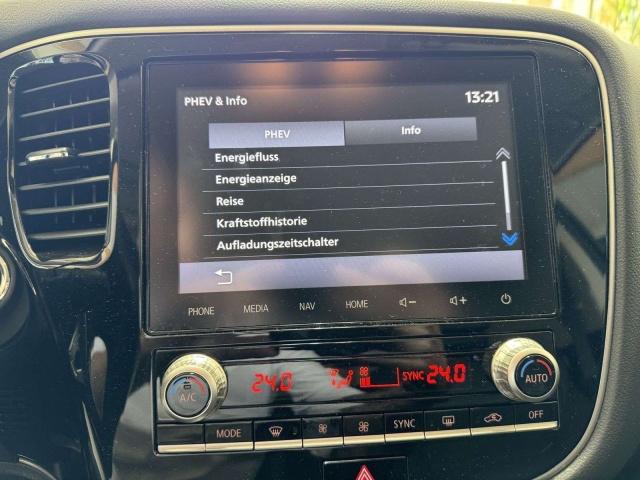 PHEV & Info 13:21
PHEV Info
Energiefluss
Energieanzeige
Reise
Kraftstoffhistorie
Aufladungszeitschalter
PHONE MEDIA NAV HOME
A/C 24.0 SYNC 24.0 AUTO
MODE SYNC OFF